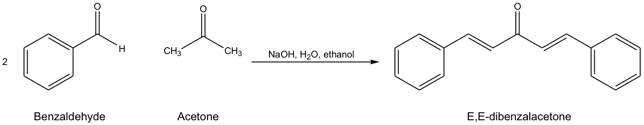 O
O
O
H
2
CH₃
CH₃
NaOH, H₂O, ethanol
Benzaldehyde
Acetone
E,E-dibenzalacetone